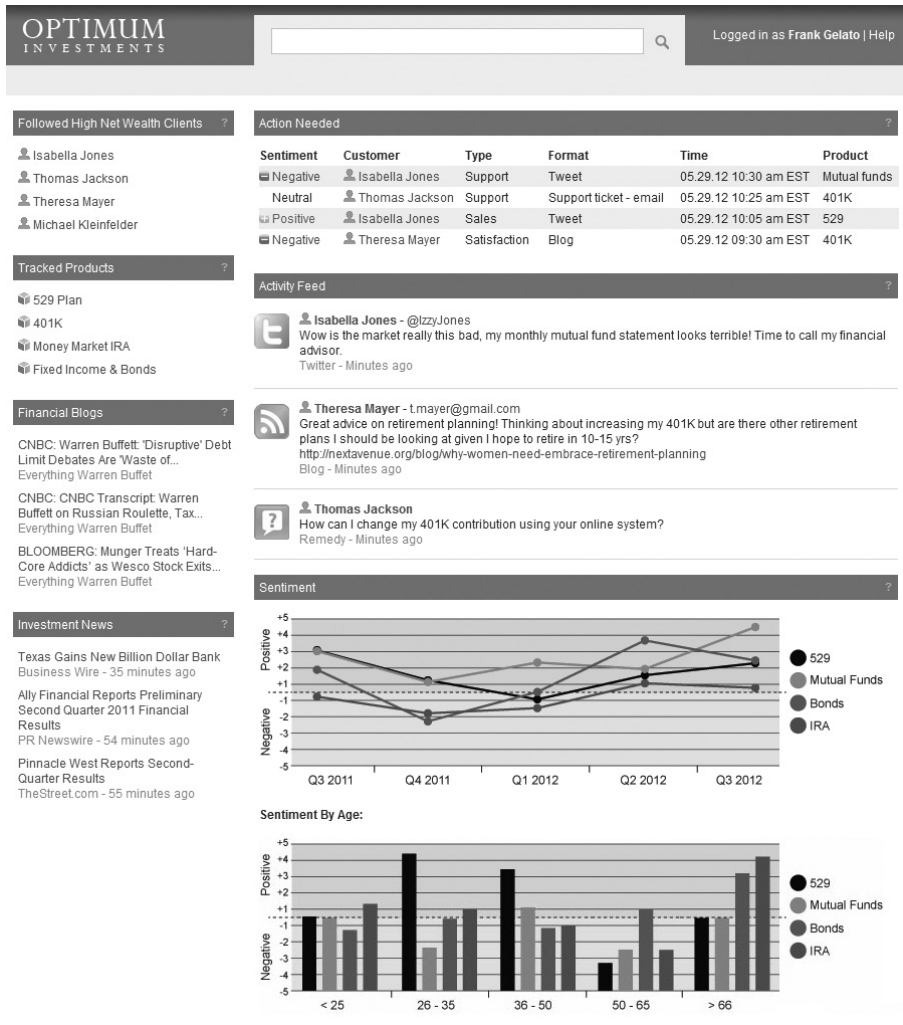 OPTIMUM
INVESTMENTS
Logged in as Frank Gelato | Help
Followed High Net Wealth Clients ?
Isabella Jones
Thomas Jackson
Theresa Mayer
Michael Kleinfelder
Tracked Products ?
529 Plan
401K
Money Market IRA
Fixed Income & Bonds
Financial Blogs ?
CNBC: Warren Buffett: 'Disruptive' Debt
Limit Debates Are 'Waste of...
Everything Warren Buffet
CNBC: CNBC Transcript: Warren
Buffett on Russian Roulette, Tax...
Everything Warren Buffet
BLOOMBERG: Munger Treats 'Hard-
Core Addicts' as Wesco Stock Exits...
Everything Warren Buffet
Investment News ?
Texas Gains New Billion Dollar Bank
Business Wire - 35 minutes ago
Ally Financial Reports Preliminary
Second Quarter 2011 Financial
Results
PR Newswire - 54 minutes ago
Pinnacle West Reports Second-
Quarter Results
TheStreet.com - 55 minutes ago
Action Needed ?
Sentiment Customer Type Format Time Product
Negative Isabella Jones Support Tweet 05.29.12 10:30 am EST Mutual funds
Neutral Thomas Jackson Support Support ticket - email 05.29.12 10:25 am EST 401K
Positive Isabella Jones Sales Tweet 05.29.12 10:05 am EST 529
Negative Theresa Mayer Satisfaction Blog 05.29.12 09:30 am EST 401K
Activity Feed ?
Isabella Jones - @IzzyJones
Wow is the market really this bad, my monthly mutual fund statement looks terrible! Time to call my financial
advisor.
Twitter - Minutes ago
Theresa Mayer - t.mayer@gmail.com
Great advice on retirement planning! Thinking about increasing my 401K but are there other retirement
plans I should be looking at given I hope to retire in 10-15 yrs?
http://nextavenue.org/blog/why-women-need-embrace-retirement-planning
Blog - Minutes ago
Thomas Jackson
How can I change my 401K contribution using your online system?
Remedy - Minutes ago
Sentiment ?
Positive
Negative
+5
+4
+3
+2
+1
-1
-2
-3
-4
-5
Q3 2011 Q4 2011 Q1 2012 Q2 2012 Q3 2012
529
Mutual Funds
Bonds
IRA
Sentiment By Age:
Positive
Negative
+5
+4
+3
+2
+1
-1
-2
-3
-4
-5
< 25 26 - 35 36 - 50 50 - 65 > 66
529
Mutual Funds
Bonds
IRA